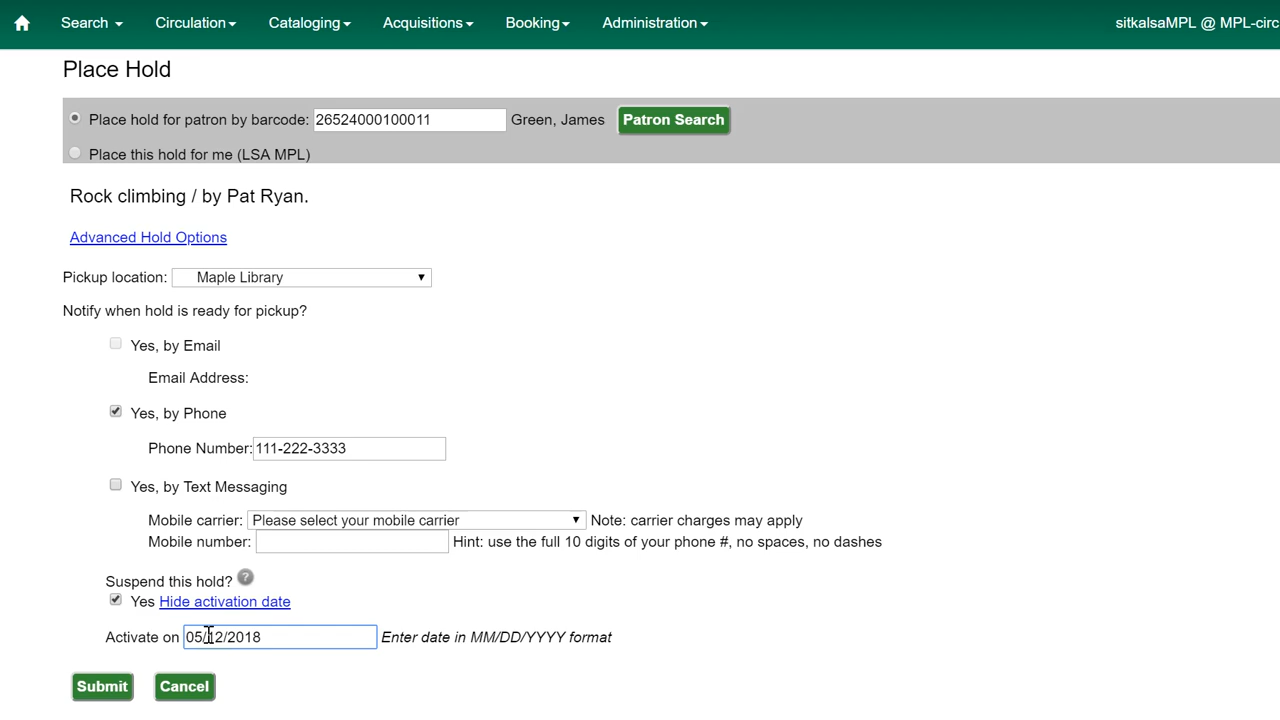 Search Circulation Cataloging Acquisitions Booking Administration sitkalsaMPL @ MPL-circ
Place Hold
Place hold for patron by barcode: 26524000100011 Green, James Patron Search
Place this hold for me (LSA MPL)
Rock climbing / by Pat Ryan.
Advanced Hold Options
Pickup location: Maple Library
Notify when hold is ready for pickup?
Yes, by Email
Email Address:
Yes, by Phone
Phone Number: 111-222-3333
Yes, by Text Messaging
Mobile carrier: Please select your mobile carrier Note: carrier charges may apply
Mobile number: Hint: use the full 10 digits of your phone #, no spaces, no dashes
Suspend this hold? ?
Yes Hide activation date
Activate on 05/12/2018 Enter date in MM/DD/YYYY format
Submit Cancel